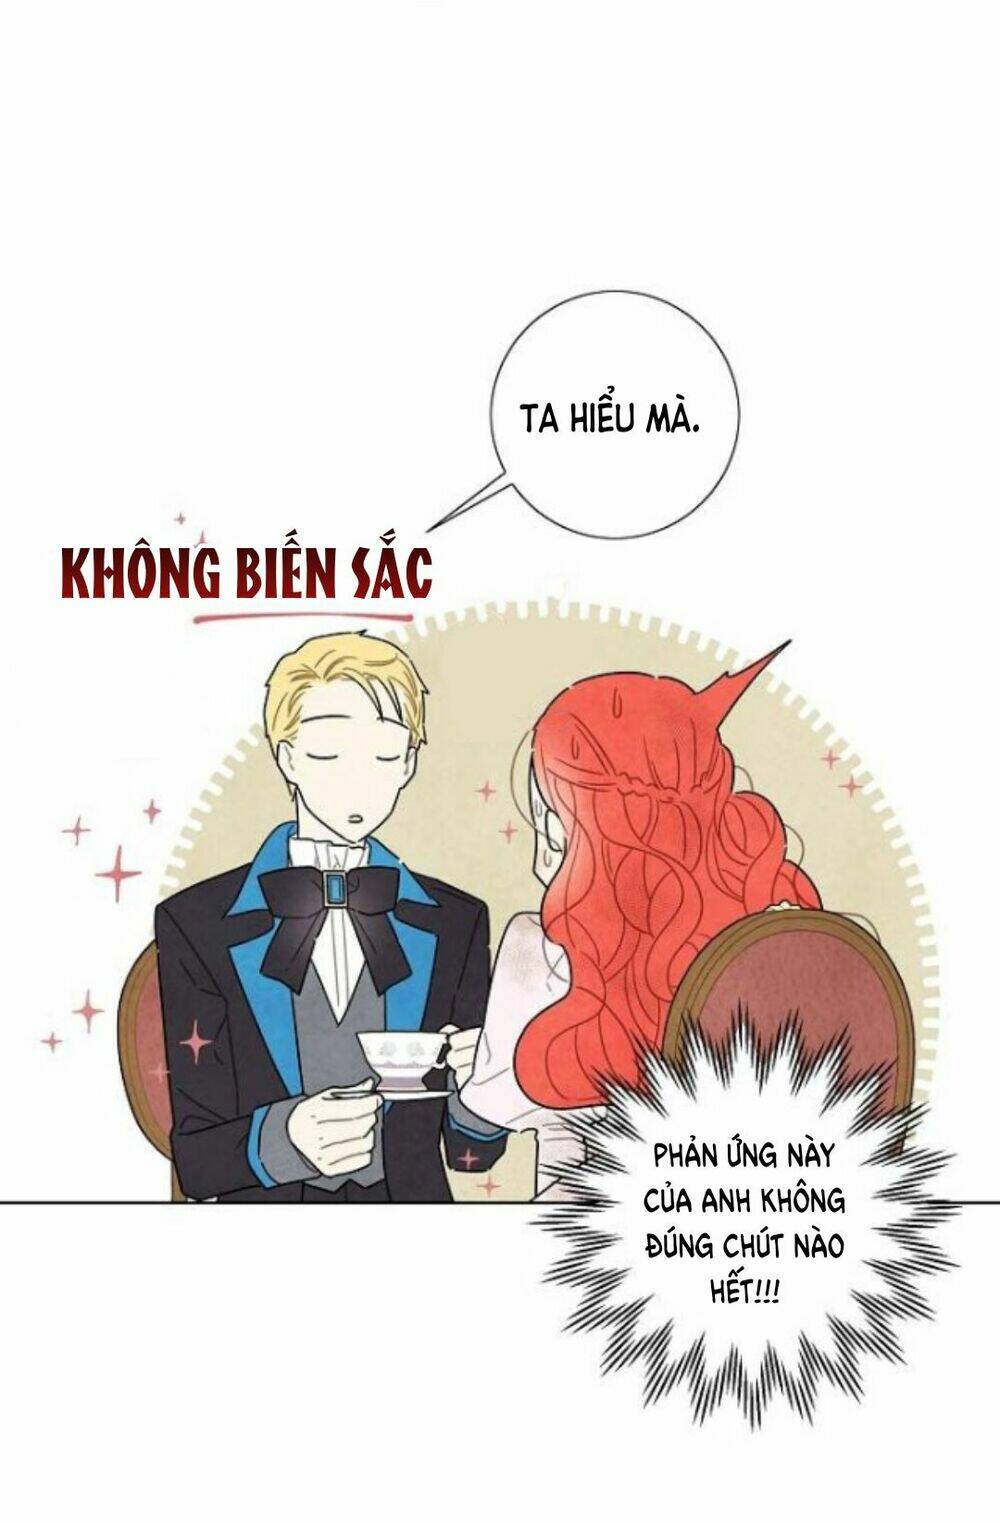 TA HIỂU MÀ.
KHÔNG BIẾN SẮC
PHẢN ỨNG NÀY
CỦA ANH KHÔNG
ĐÚNG CHÚT NÀO
HẾT!!!